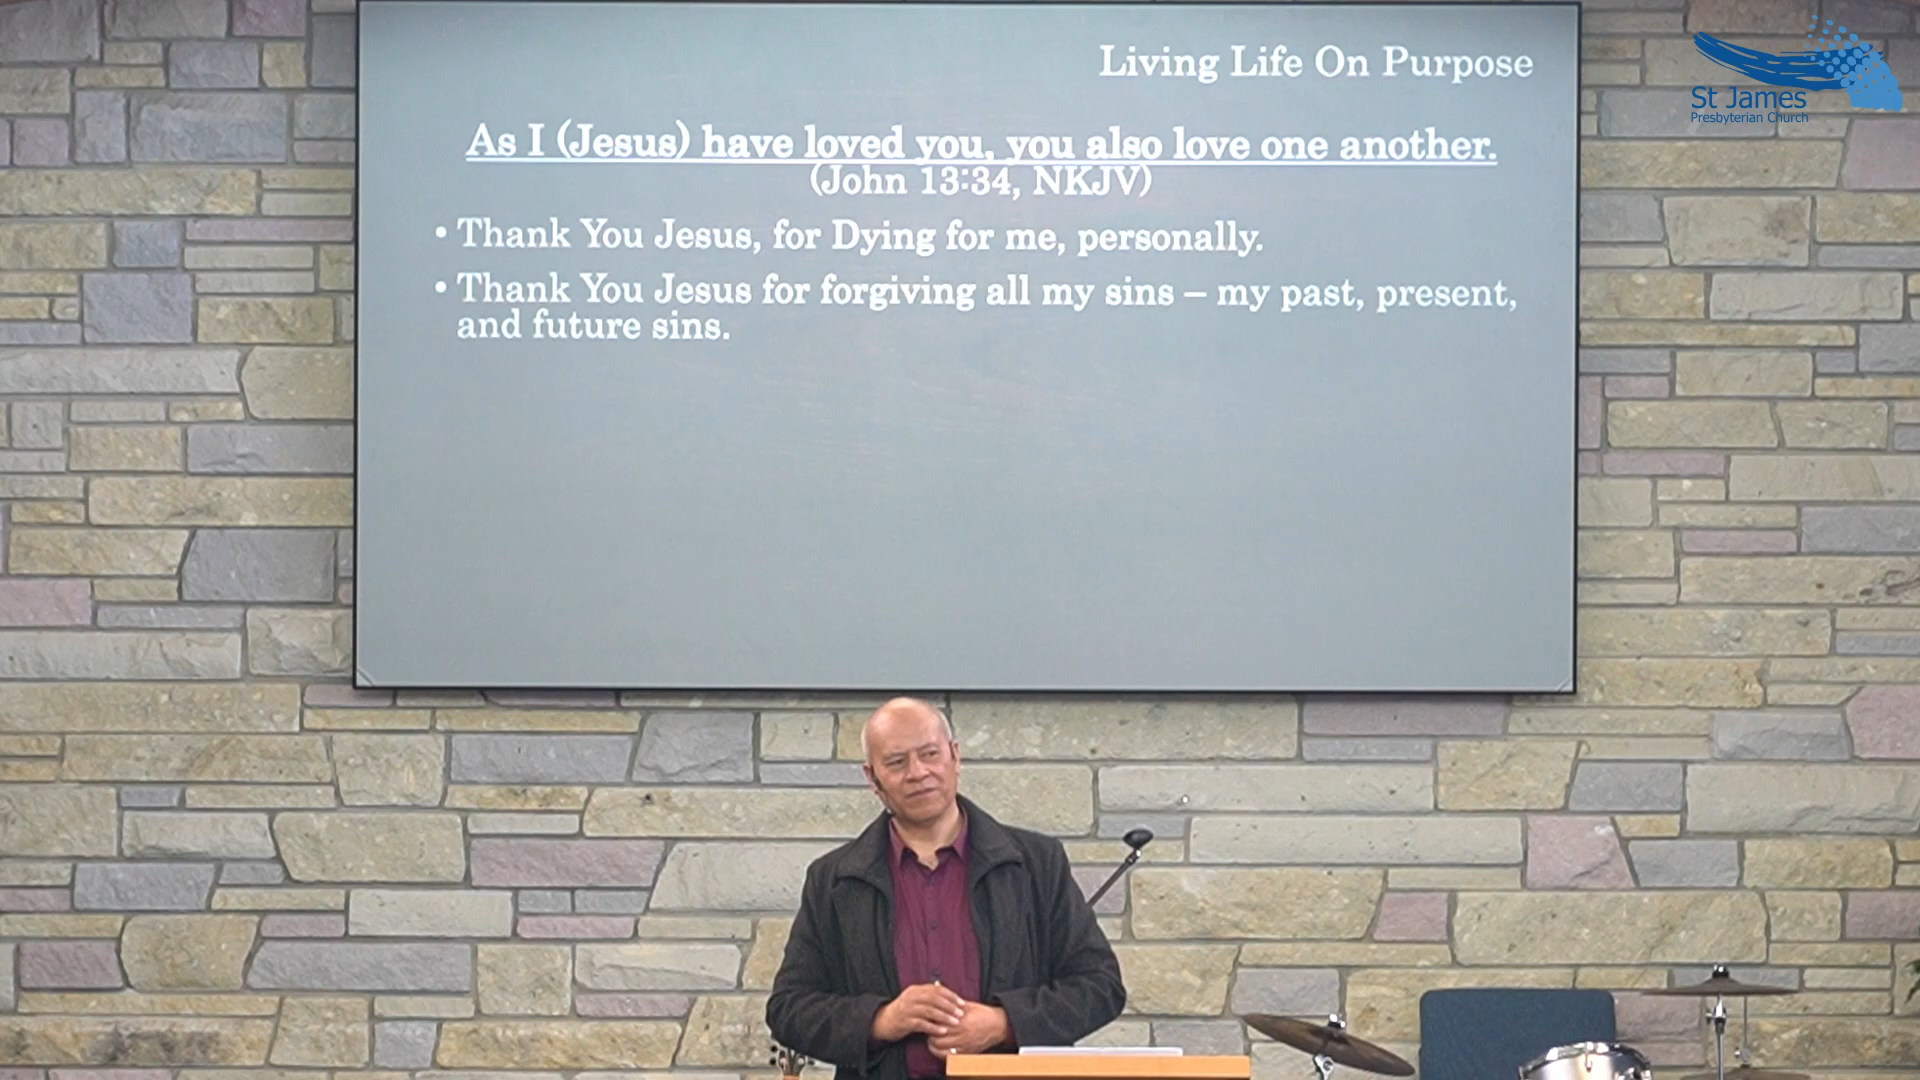 Living Life On Purpose
St James
Presbyterian Church
As I (Jesus) have loved you, you also love one another.
(John 13:34, NKJV)
• Thank You Jesus, for Dying for me, personally.
• Thank You Jesus for forgiving all my sins – my past, present,
and future sins.